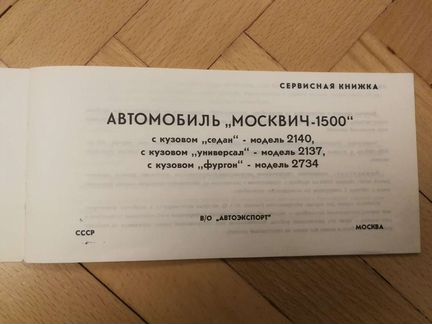 СЕРВИСНАЯ КНИЖКА
АВТОМОБИЛЬ „МОСКВИЧ-1500“
с кузовом „седан“ - модель 2140,
с кузовом „универсал“ - модель 2137,
с кузовом „фургон“ - модель 2734
В/О „АВТОЭКСПОРТ“
СССР МОСКВА